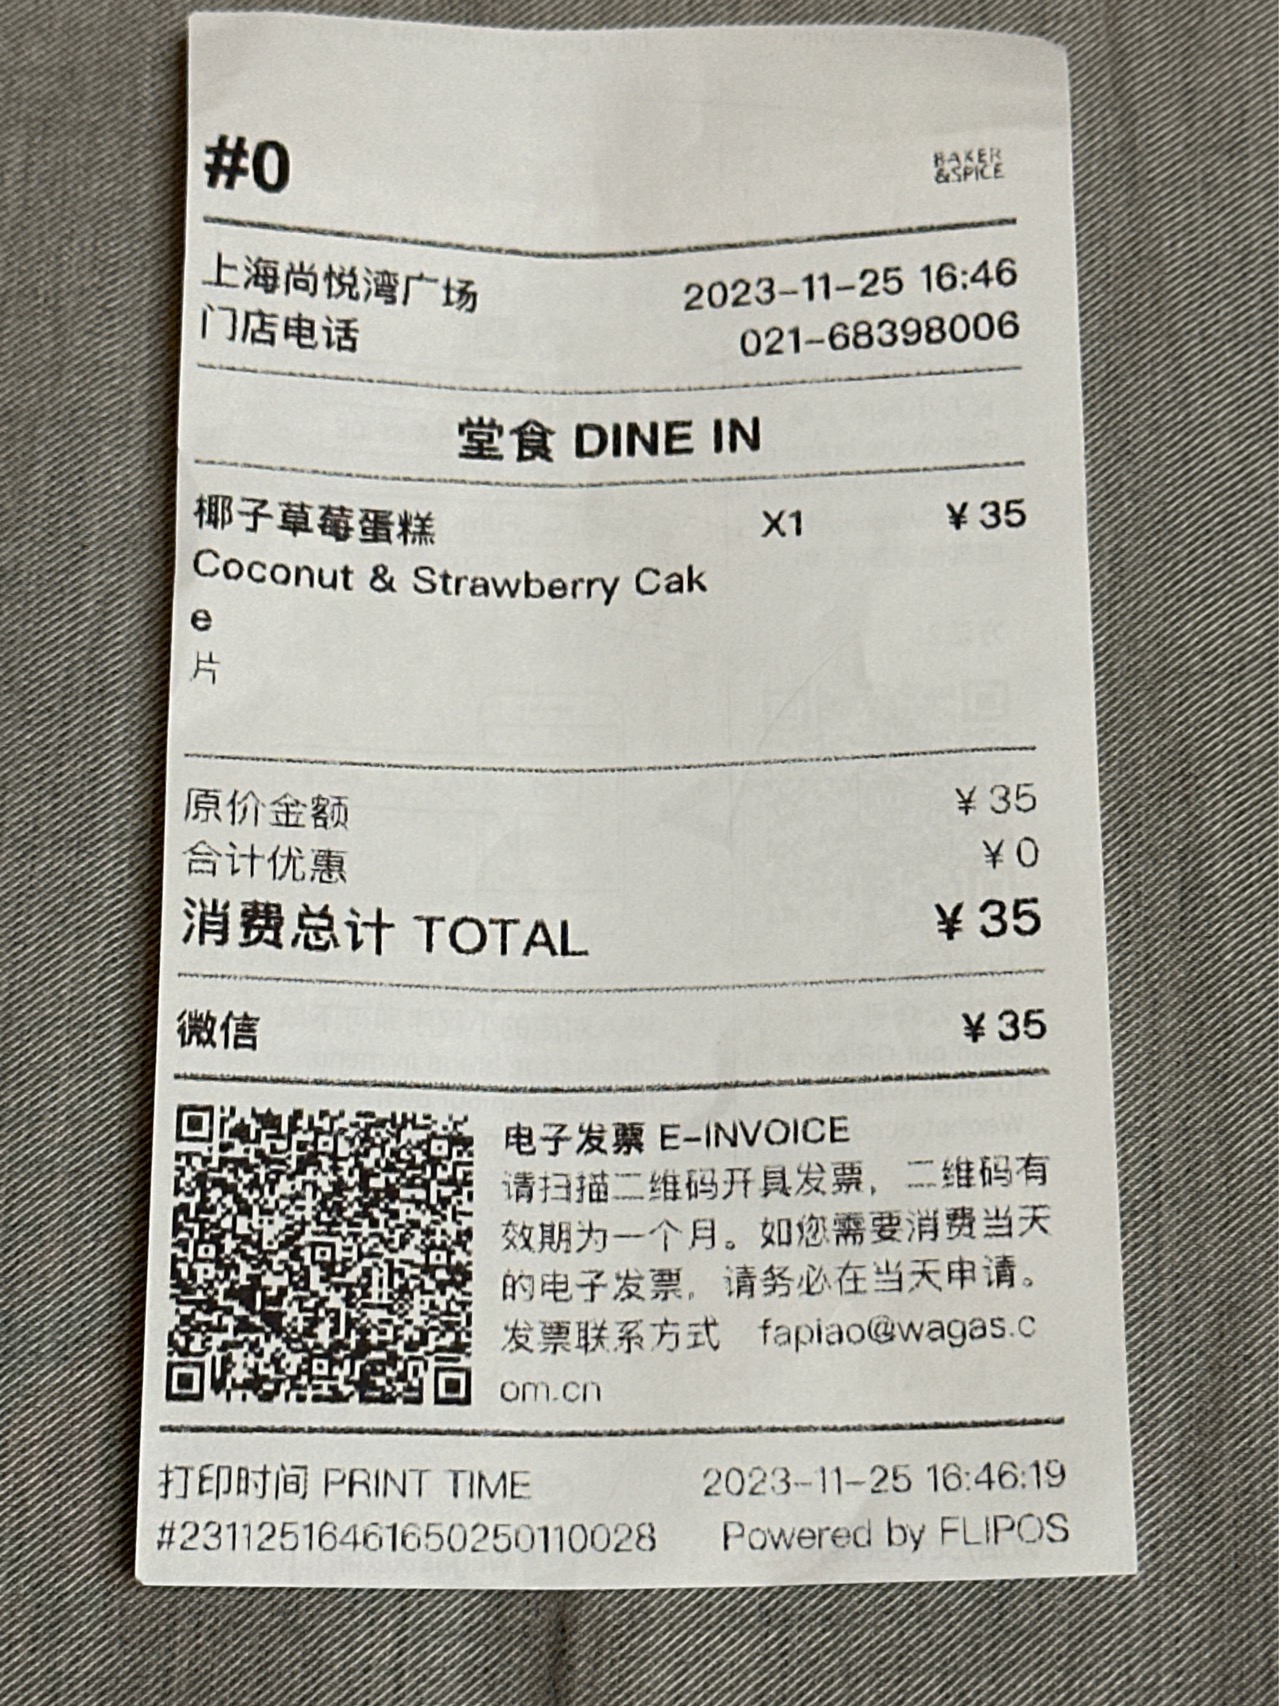 #0
BAKER
&SPICE
上海尚悦湾广场 2023-11-25 16:46
门店电话 021-68398006
堂食 DINE IN
椰子草莓蛋糕 X1 ¥35
Coconut & Strawberry Cak
e
片
原价金额 ¥35
合计优惠 ¥0
消费总计 TOTAL ¥35
微信 ¥35
电子发票 E-INVOICE
请扫描二维码开具发票，二维码有
效期为一个月。如您需要消费当天
的电子发票，请务必在当天申请。
发票联系方式 fapiao@wagas.c
om.cn
打印时间 PRINT TIME 2023-11-25 16:46:19
#23112516461650250110028 Powered by FLIPOS